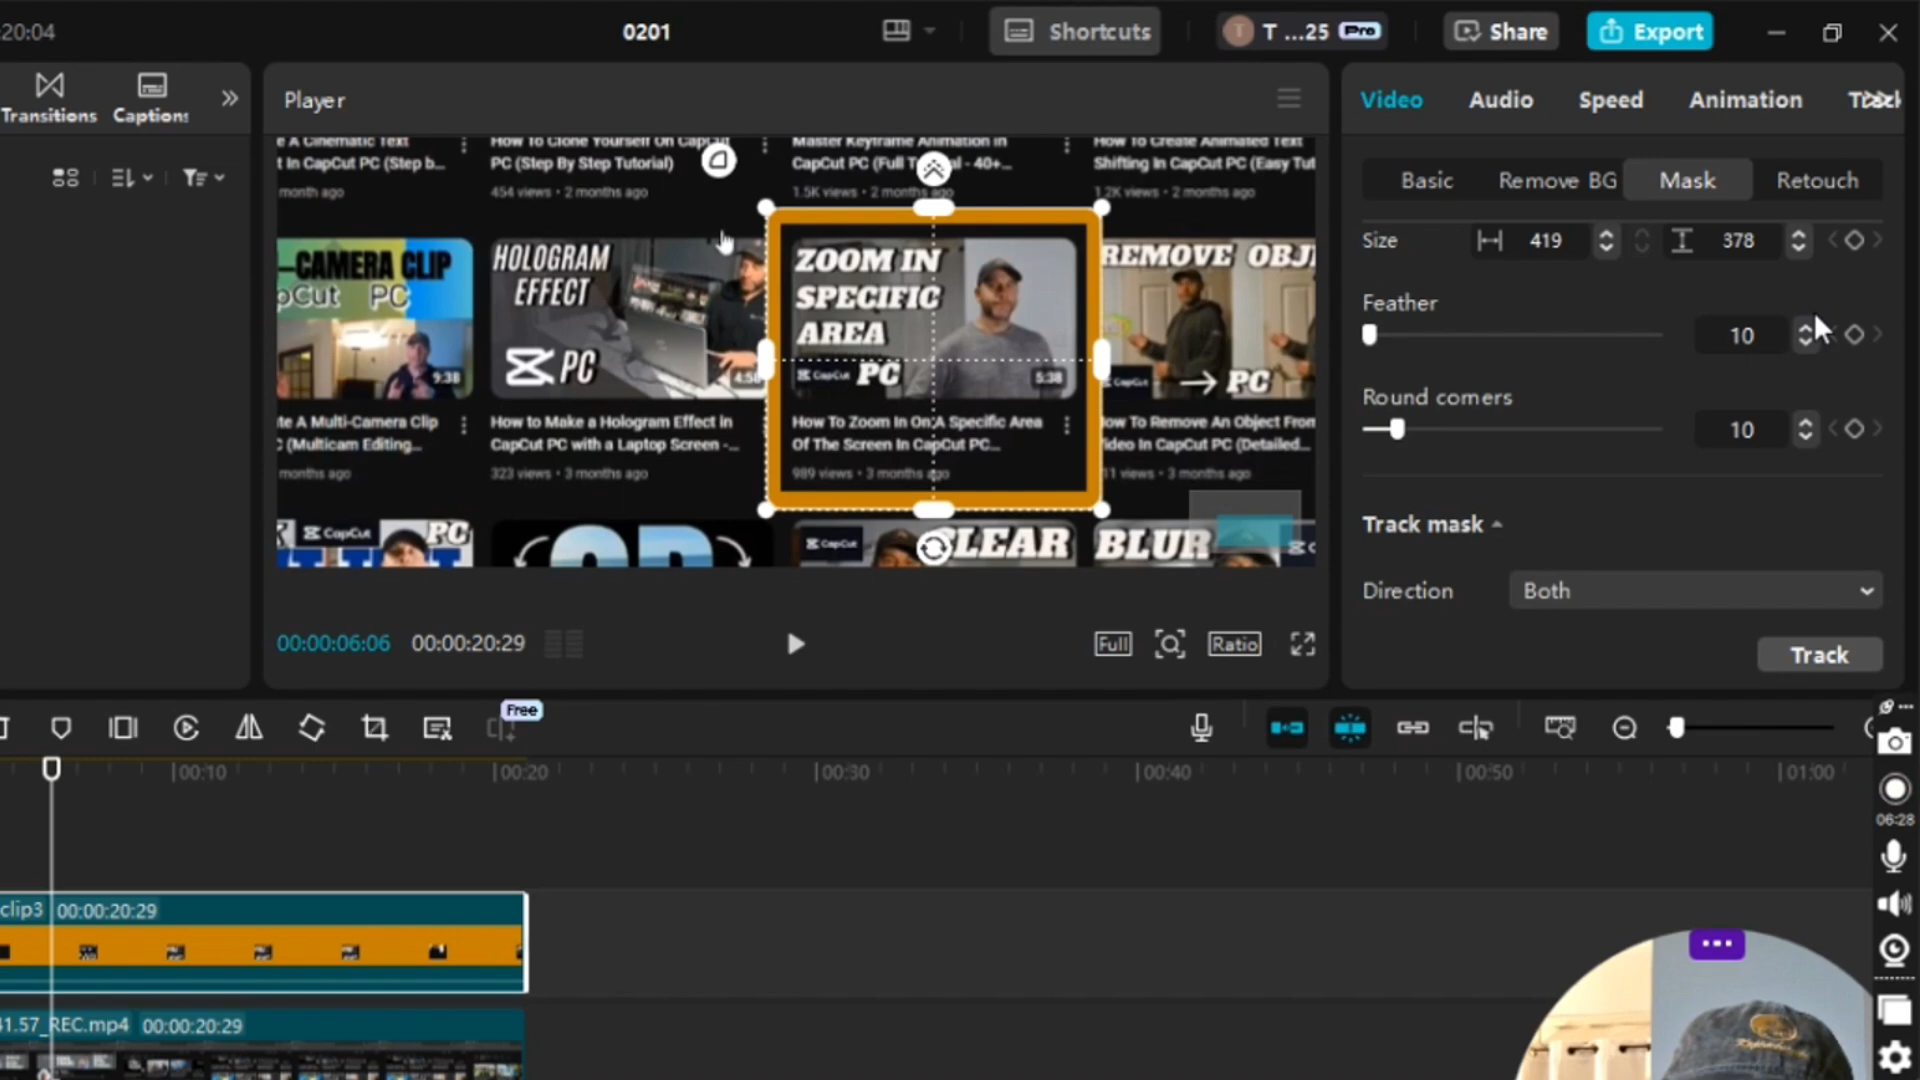 20:04
0201
Shortcuts
T ...25 Pro
Share
Export
Transitions
Captions
Player
Video
Audio
Speed
Animation
Track
Basic
Remove BG
Mask
Retouch
Size
419
378
Feather
10
Round corners
10
Track mask
Direction
Both
Track
e A Cinematic Text
t In CapCut PC (Step b...
month ago
How To Clone Yourself On CapCut
PC (Step By Step Tutorial)
454 views • 2 months ago
Master Keyframe Animation in
CapCut PC (Full - 40+...
1.5K views • 2 months ago
How To Create Animated Text
Shifting In CapCut PC (Easy Tut
1.2K views • 2 months ago
-CAMERA CLIP
pCut PC
9:38
HOLOGRAM
EFFECT
PC
4:58
ZOOM IN
SPECIFIC
AREA
CapCut PC
5:38
REMOVE OBJ
CapCut
PC
te A Multi-Camera Clip
C (Multicam Editing...
months ago
How to Make a Hologram Effect in
CapCut PC with a Laptop Screen -...
323 views • 3 months ago
How To Zoom In On A Specific Area
Of The Screen In CapCut PC...
989 views • 3 months ago
How To Remove An Object From
Video In CapCut PC (Detailed...
11 views • 3 months ago
CapCut
PC
CapCut
CLEAR
BLUR
00:00:06:06
00:00:20:29
Full
Ratio
Free
00:10
00:20
00:30
00:40
00:50
01:00
06:28
clip3 00:00:20:29
41.57_REC.mp4 00:00:20:29